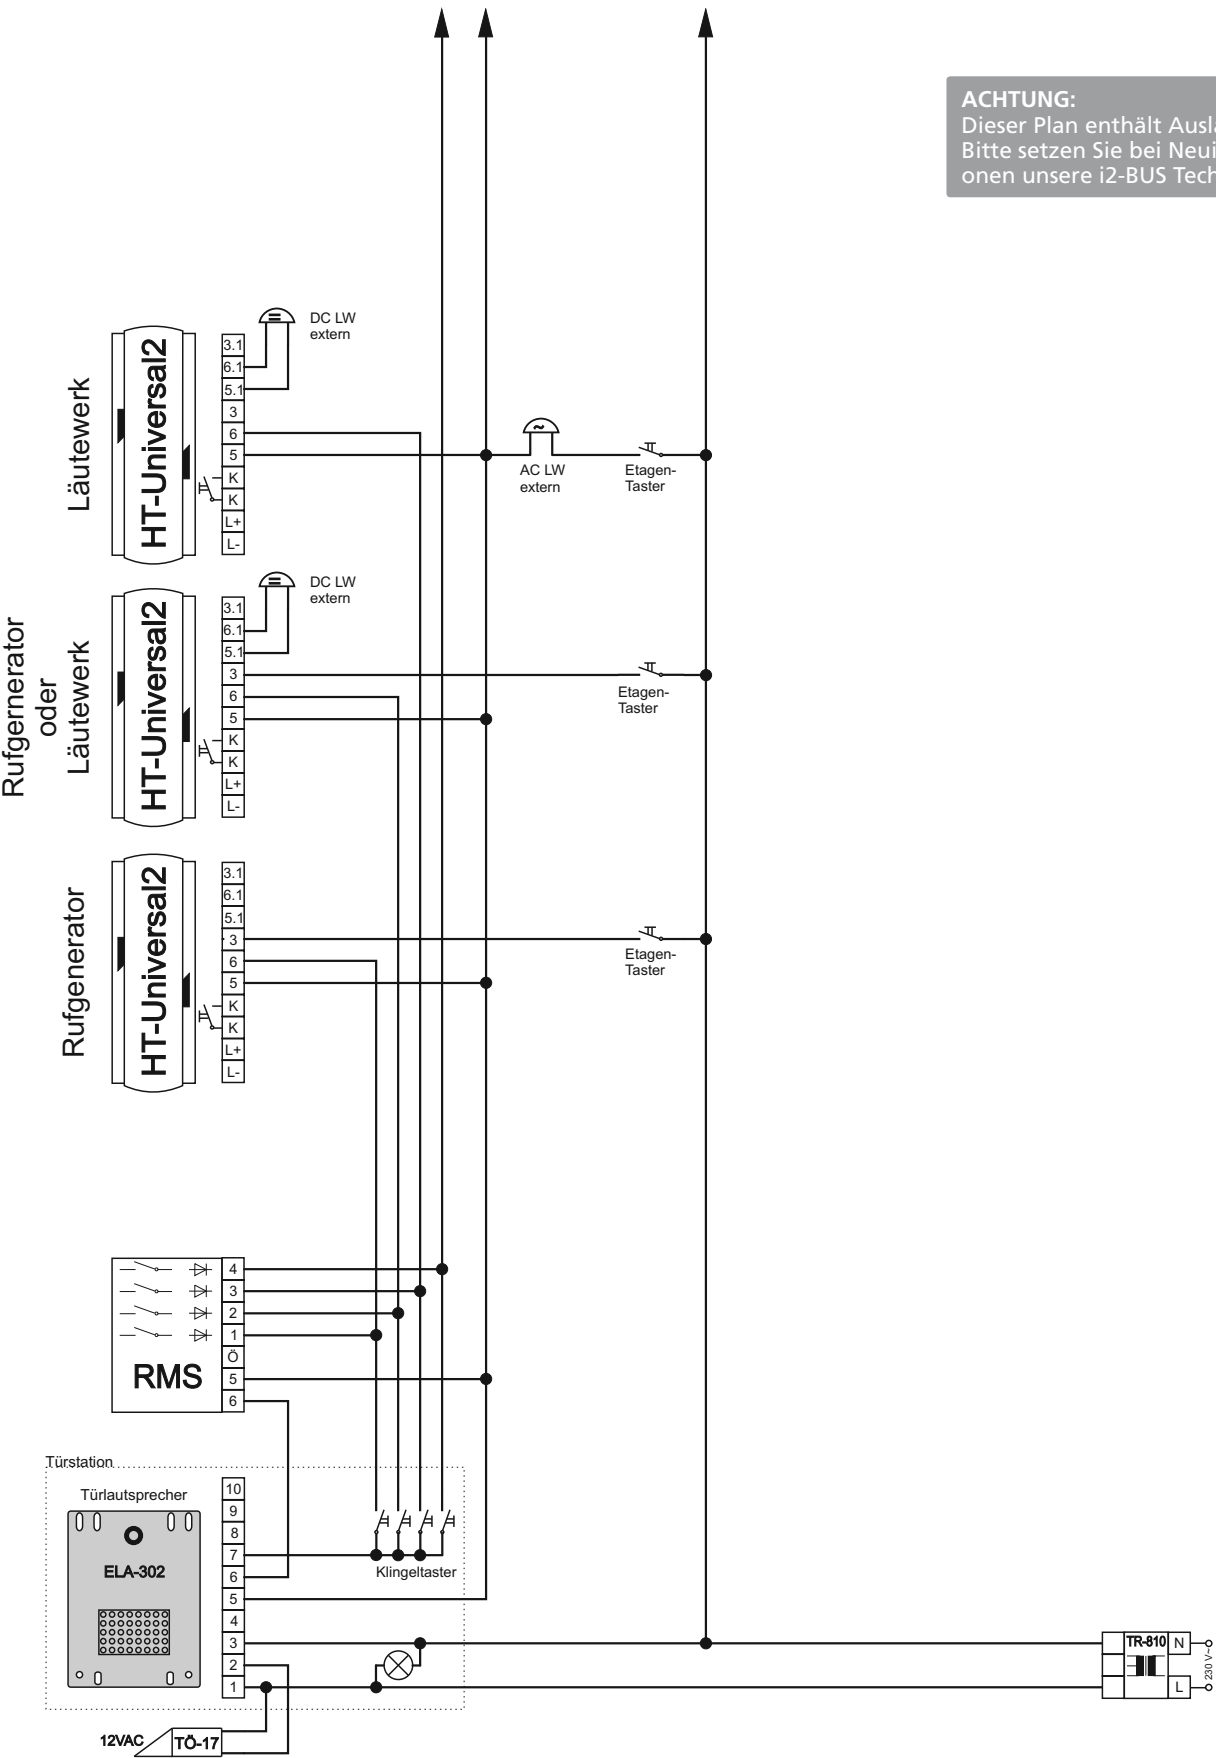 ACHTUNG:
Dieser Plan enthält Ausl
Bitte setzen Sie bei Neui
onen unsere i2-BUS Tech
DC LW
extern
Läutewerk
HT-Universal2
3.1
6.1
5.1
3
6
5
K
K
L+
L-
AC LW
extern
Etagen-
Taster
DC LW
extern
Rufgernerator
oder
Läutewerk
HT-Universal2
3.1
6.1
5.1
3
6
5
K
K
L+
L-
Etagen-
Taster
Rufgenerator
HT-Universal2
3.1
6.1
5.1
3
6
5
K
K
L+
L-
Etagen-
Taster
RMS
4
3
2
1
Ö
5
6
Türstation
Türlautsprecher
ELA-302
10
9
8
7
6
5
4
3
2
1
Klingeltaster
12VAC
TÖ-17
TR-810
N
L
230 V~